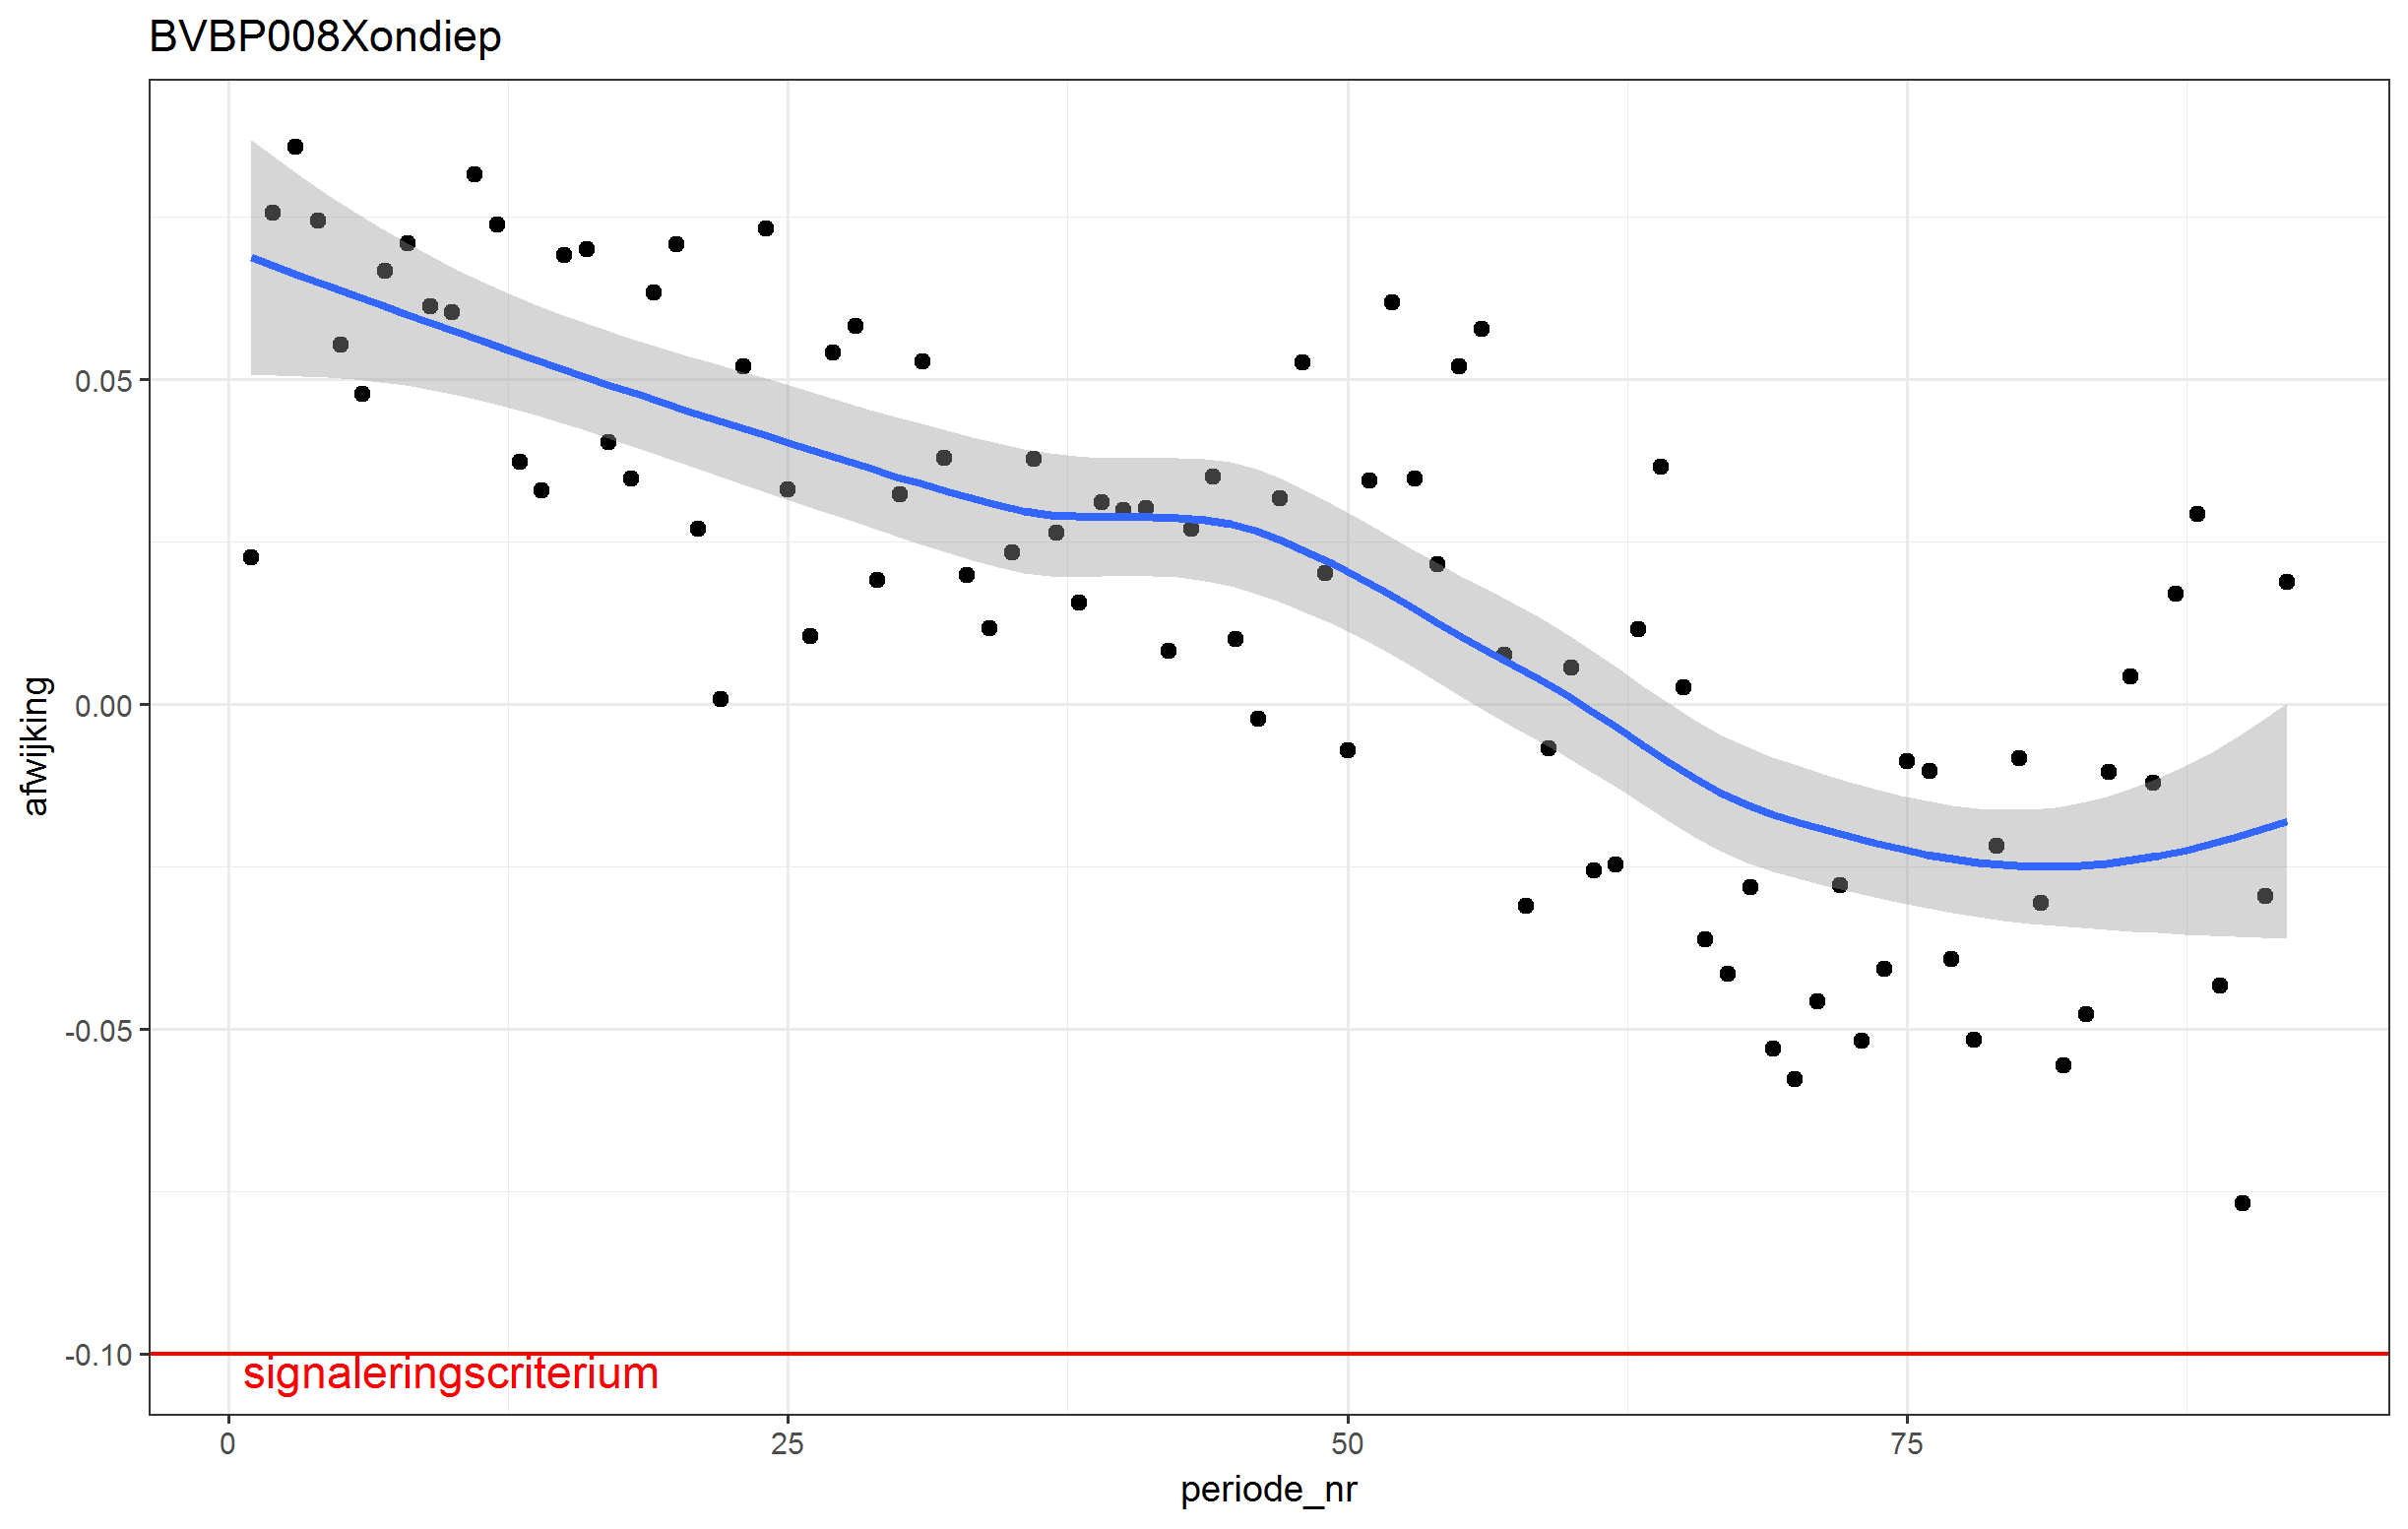 BVBP008Xondiep
afwijking
0.05
0.00
-0.05
-0.10
signaleringscriterium
0 25 50 75
periode_nr